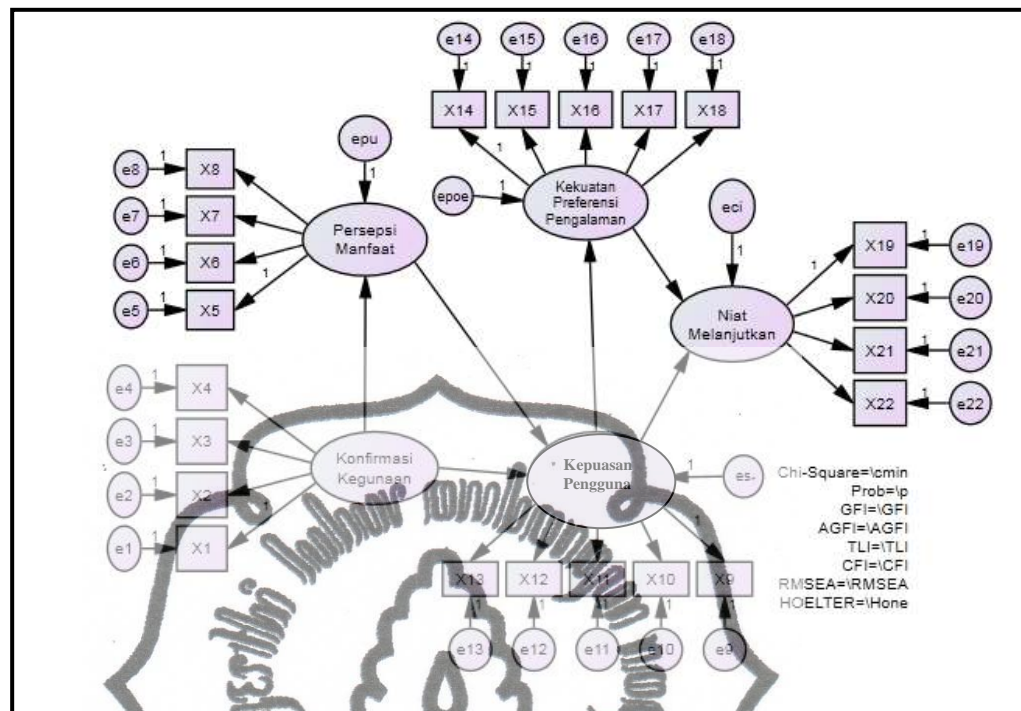 e14 e15 e16 e17 e18
1 1 1 1 1
X14 X15 X16 X17 X18
1
epu
1
epoe 1
Kekuatan
Preferensi
Pengalaman
eci
1
e8 1 X8
e7 1 X7
e6 1 X6
e5 1 X5
1
Persepsi
Manfaat
Niat
Melanjutkan
1
X19 1 e19
X20 1 e20
X21 1 e21
X22 1 e22
e4 1 X4
e3 1 X3
e2 1 X2
e1 1 X1
1
Konfirmasi
Kegunaan
Kepuasan
Pengguna
1 es-
1
X13 X12 X11 X10 X9
1 1 1 1 1
e13 e12 e11 e10 e9
Chi-Square=\cmin
Prob=\p
GFI=\GFI
AGFI=\AGFI
TLI=\TLI
CFI=\CFI
RMSEA=\RMSEA
HOELTER=\Hone